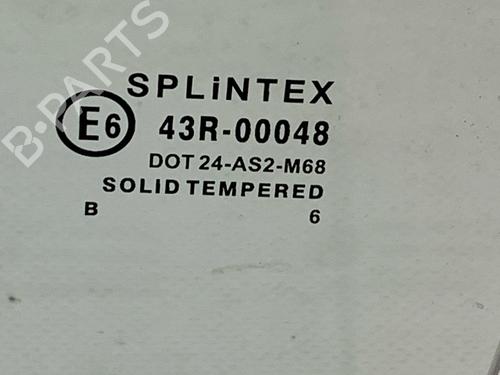 B-PARTS
SPLiNTEX
E6 43R-00048
DOT 24-AS2-M68
SOLID TEMPERED
B 6